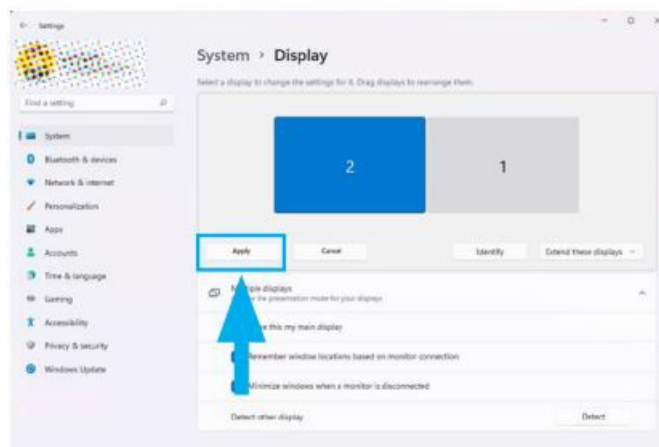 Settings
System > Display
Select a display to change the settings for it. Drag displays to rearrange them.
Find a setting
System
Bluetooth & devices
Network & internet
Personalization
Apps
Accounts
Time & language
Gaming
Accessibility
Privacy & security
Windows Update
2
1
Apply
Cancel
Identify
Extend these displays
displays
the presentation mode for your displays
this my main display
Remember window locations based on monitor connection
Minimize windows when a monitor is disconnected
Detect other display
Detect